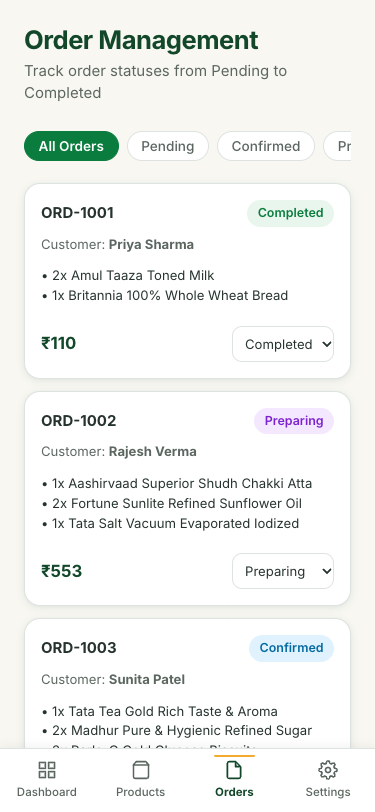 Order Management
Track order statuses from Pending to
Completed
All Orders
Pending
Confirmed
Pr
ORD-1001
Completed
Customer: Priya Sharma
• 2x Amul Taaza Toned Milk
• 1x Britannia 100% Whole Wheat Bread
₹110
Completed
ORD-1002
Preparing
Customer: Rajesh Verma
• 1x Aashirvaad Superior Shudh Chakki Atta
• 2x Fortune Sunlite Refined Sunflower Oil
• 1x Tata Salt Vacuum Evaporated Iodized
₹553
Preparing
ORD-1003
Confirmed
Customer: Sunita Patel
• 1x Tata Tea Gold Rich Taste & Aroma
• 2x Madhur Pure & Hygienic Refined Sugar
Dashboard
Products
Orders
Settings